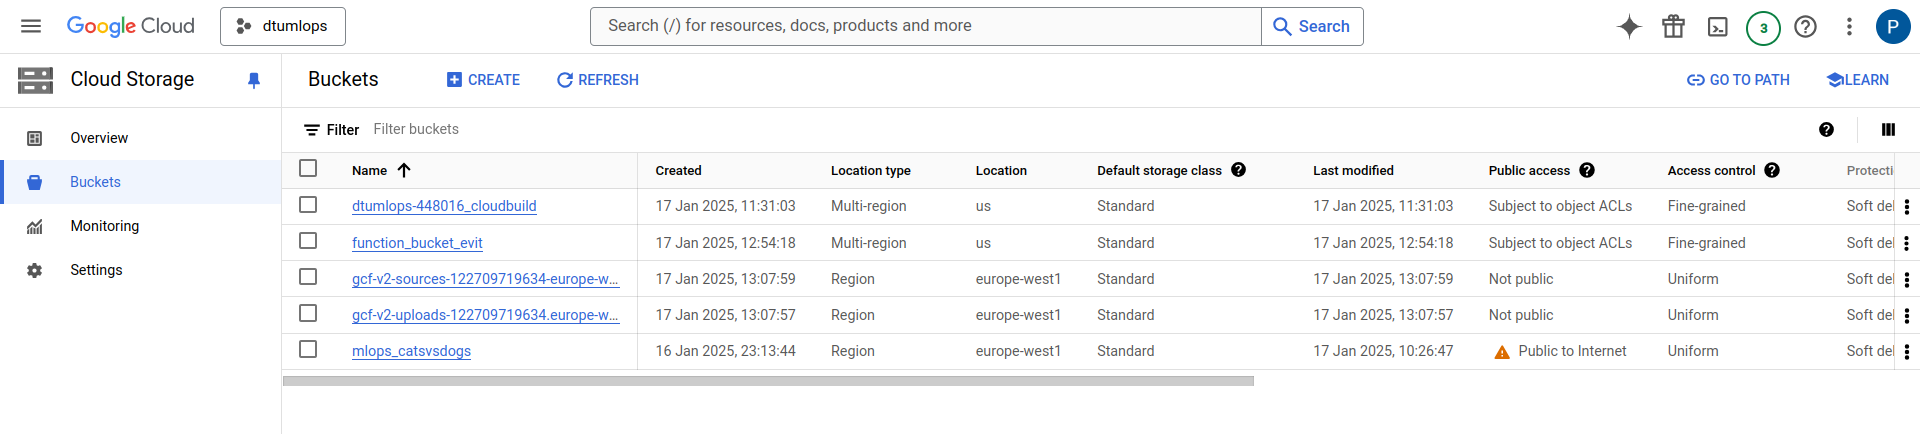 Google Cloud dtumlops Search (/) for resources, docs, products and more Search 3 P
Cloud Storage Buckets CREATE REFRESH GO TO PATH LEARN
Overview
Buckets
Monitoring
Settings
Filter Filter buckets
Name Created Location type Location Default storage class Last modified Public access Access control Protecti
dtumlops-448016_cloudbuild 17 Jan 2025, 11:31:03 Multi-region us Standard 17 Jan 2025, 11:31:03 Subject to object ACLs Fine-grained Soft del
function_bucket_evit 17 Jan 2025, 12:54:18 Multi-region us Standard 17 Jan 2025, 12:54:18 Subject to object ACLs Fine-grained Soft del
gcf-v2-sources-122709719634-europe-w... 17 Jan 2025, 13:07:59 Region europe-west1 Standard 17 Jan 2025, 13:07:59 Not public Uniform Soft del
gcf-v2-uploads-122709719634.europe-w... 17 Jan 2025, 13:07:57 Region europe-west1 Standard 17 Jan 2025, 13:07:57 Not public Uniform Soft del
mlops_catsvsdogs 16 Jan 2025, 23:13:44 Region europe-west1 Standard 17 Jan 2025, 10:26:47 Public to Internet Uniform Soft del